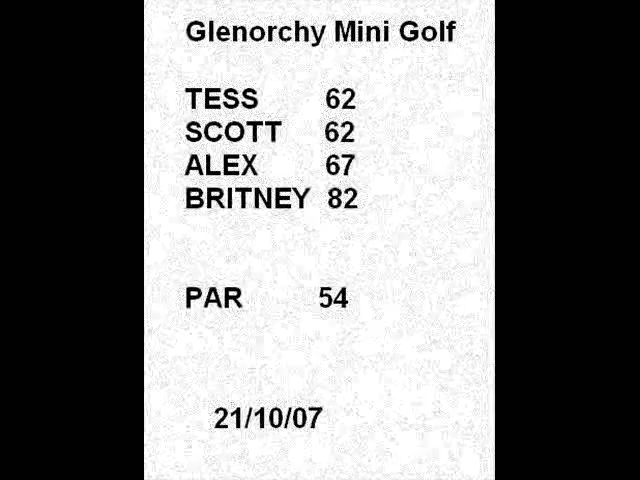 Glenorchy Mini Golf
TESS 62
SCOTT 62
ALEX 67
BRITNEY 82
PAR 54
21/10/07